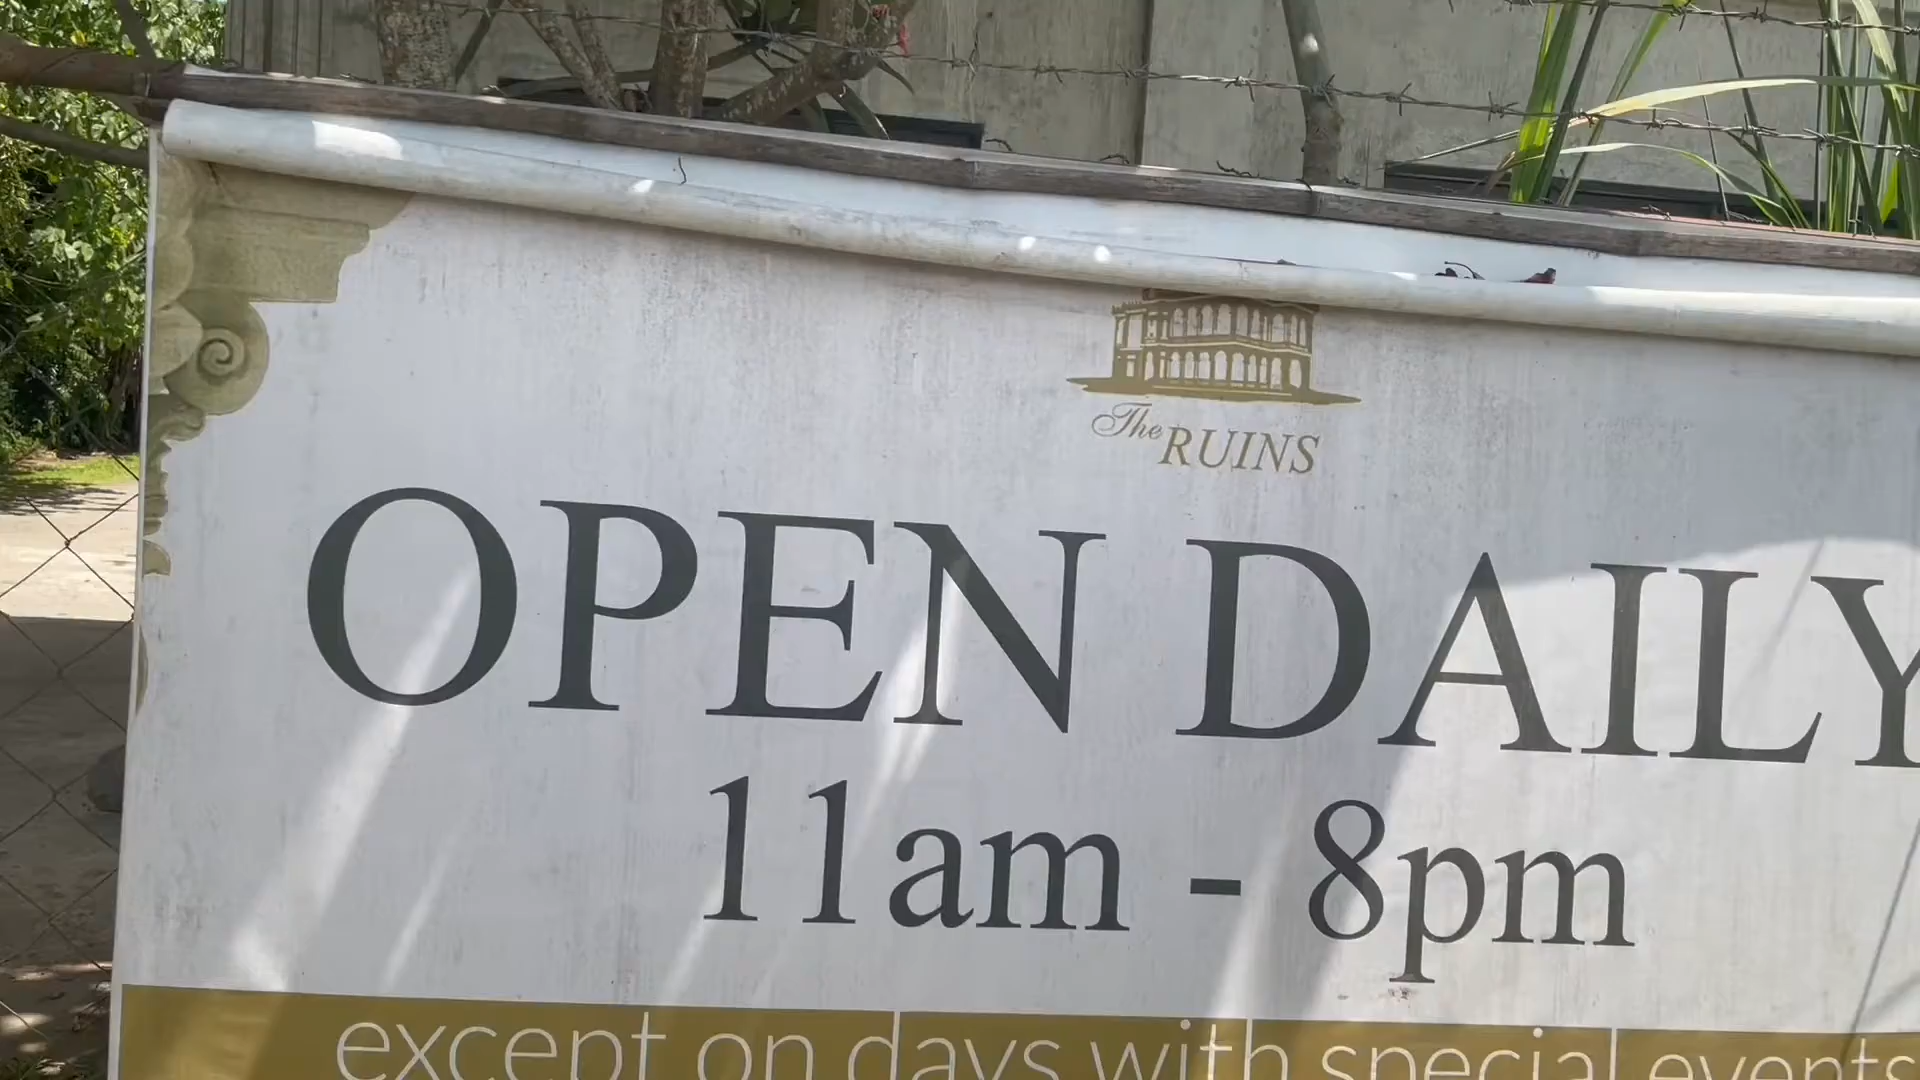 The RUINS
OPEN DAILY
11am - 8pm
except on days with special events